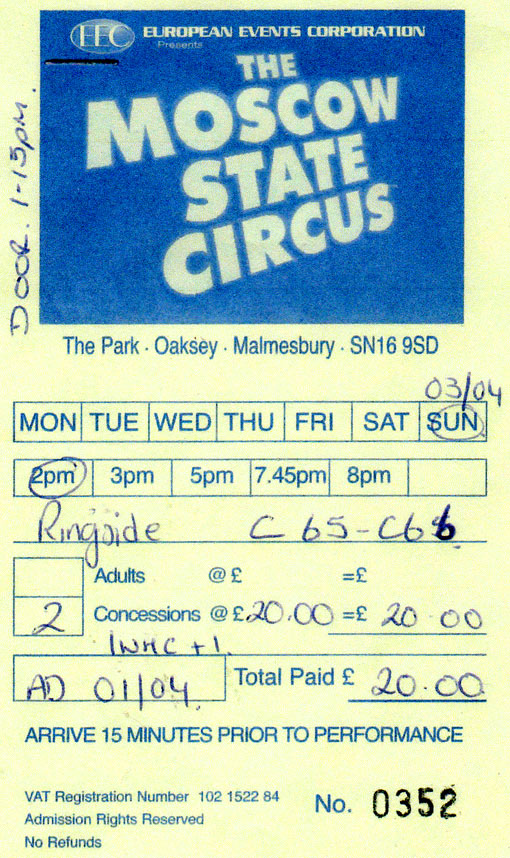 EEC EUROPEAN EVENTS CORPORATION
Presents
THE
MOSCOW
STATE
CIRCUS
DOOR. 1-15pm.
The Park · Oaksey · Malmesbury · SN16 9SD
03/04
MON TUE WED THU FRI SAT SUN
2pm 3pm 5pm 7.45pm 8pm
Ringside C65-C66
Adults @ £ =£
2 Concessions @ £20.00 =£ 20.00
1WHC +1.
AD 01/04 Total Paid £ 20.00
ARRIVE 15 MINUTES PRIOR TO PERFORMANCE
VAT Registration Number 102 1522 84
Admission Rights Reserved
No Refunds
No. 0352